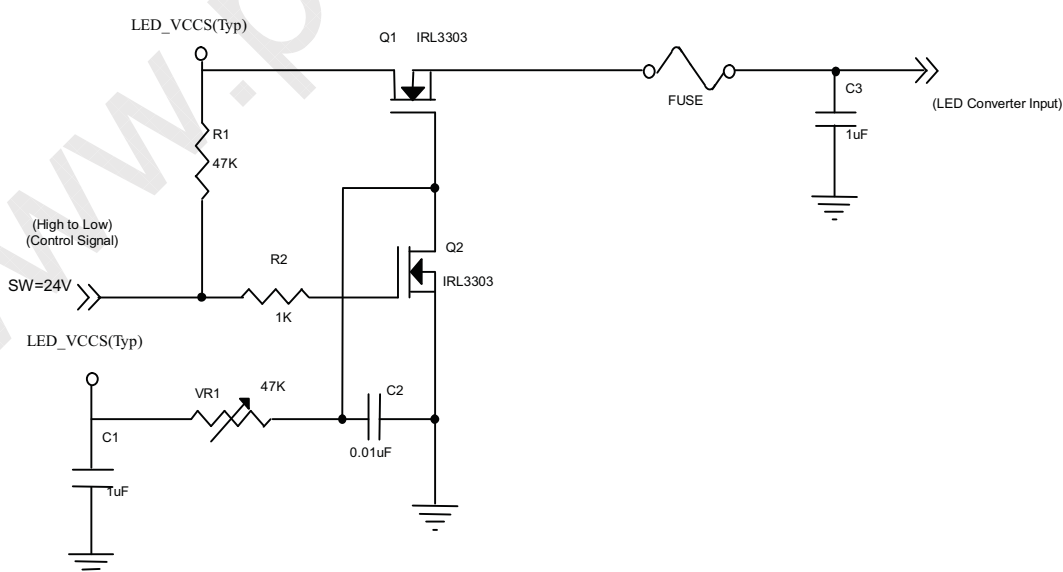 LED_VCCS(Typ)
Q1 IRL3303
FUSE
C3
1uF
(LED Converter Input)
R1
47K
(High to Low)
(Control Signal)
SW=24V
R2
1K
Q2
IRL3303
LED_VCCS(Typ)
VR1 47K
C2
0.01uF
C1
1uF
www.p